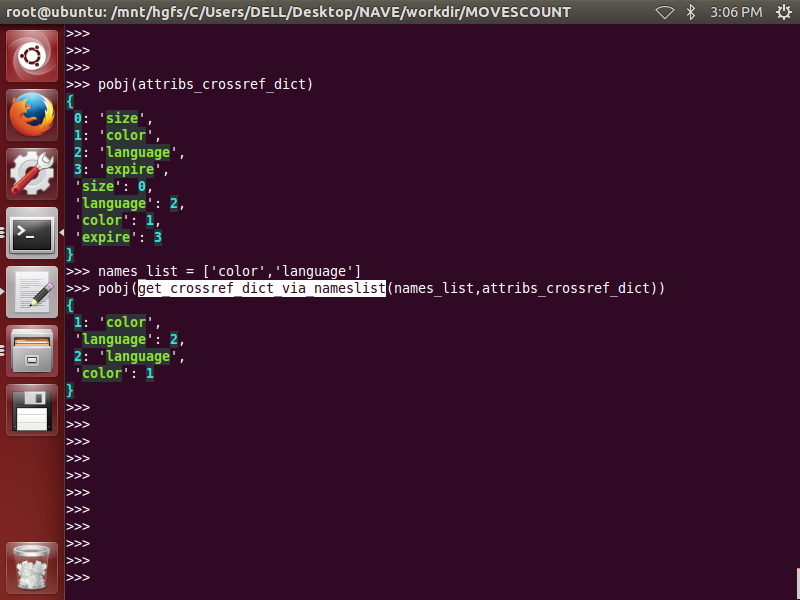 root@ubuntu: /mnt/hgfs/C/Users/DELL/Desktop/NAVE/workdir/MOVESCOUNT 3:06 PM
>>>
>>>
>>>
>>> pobj(attribs_crossref_dict)
{
0: 'size',
1: 'color',
2: 'language',
3: 'expire',
'size': 0,
'language': 2,
'color': 1,
'expire': 3
}
>>> names_list = ['color','language']
>>> pobj(get_crossref_dict_via_nameslist(names_list,attribs_crossref_dict))
{
1: 'color',
'language': 2,
2: 'language',
'color': 1
}
>>>
>>>
>>>
>>>
>>>
>>>
>>>
>>>
>>>
>>>
>>>